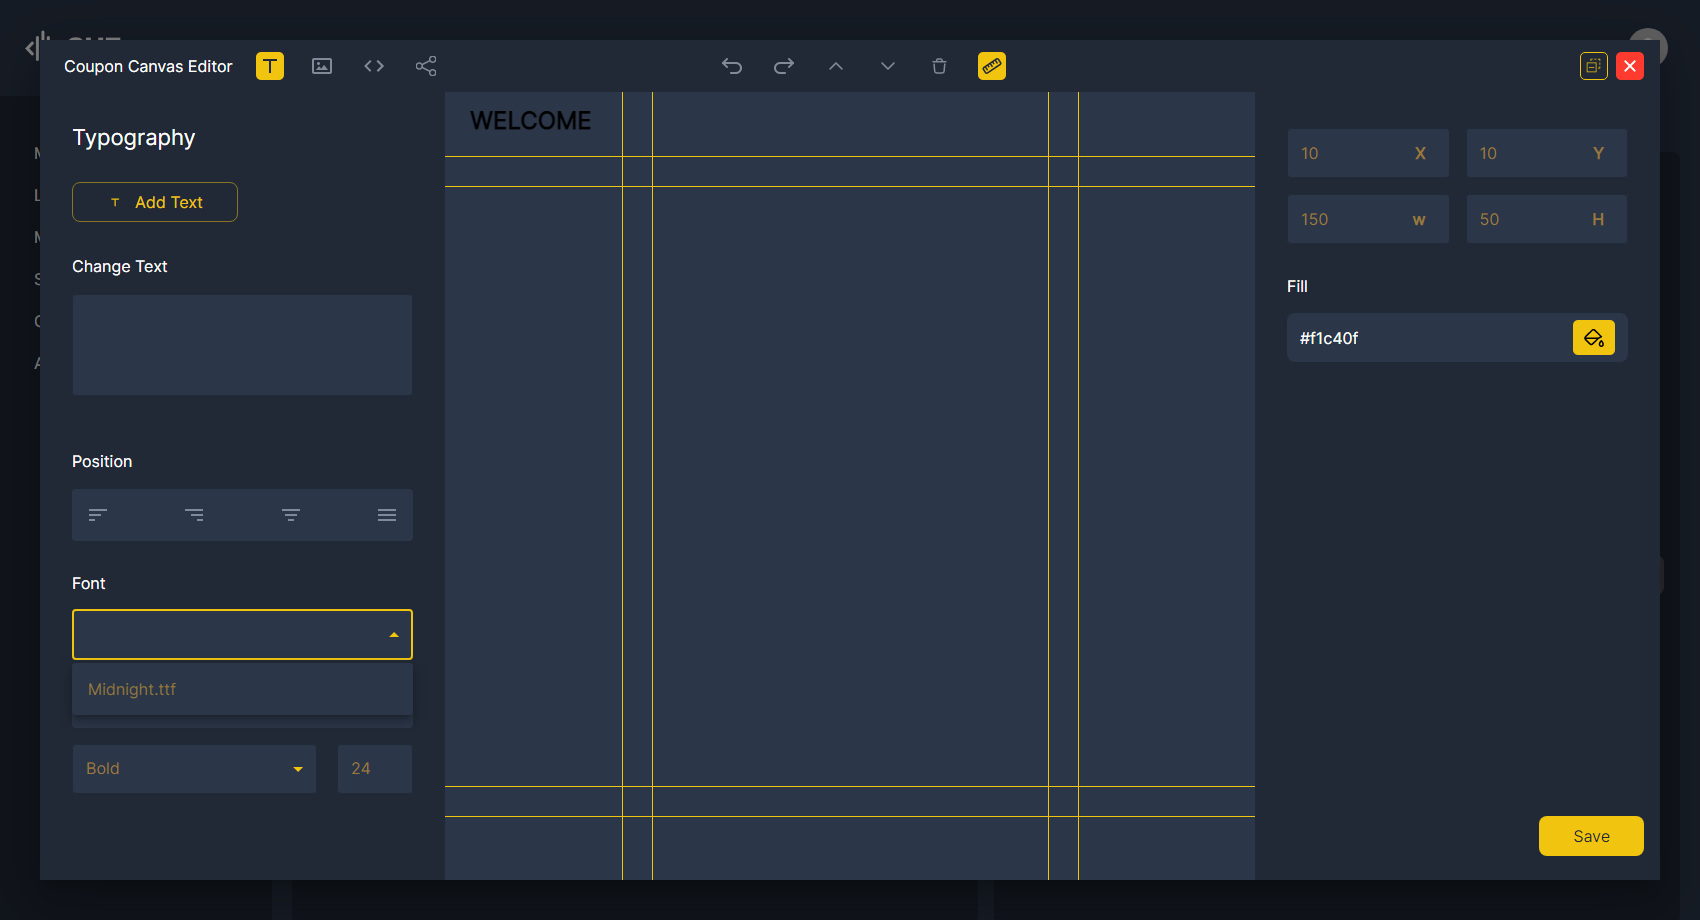 Coupon Canvas Editor
Typography
T Add Text
Change Text
Position
Font
Midnight.ttf
Bold
24
WELCOME
10 X
10 Y
150 w
50 H
Fill
#f1c40f
Save